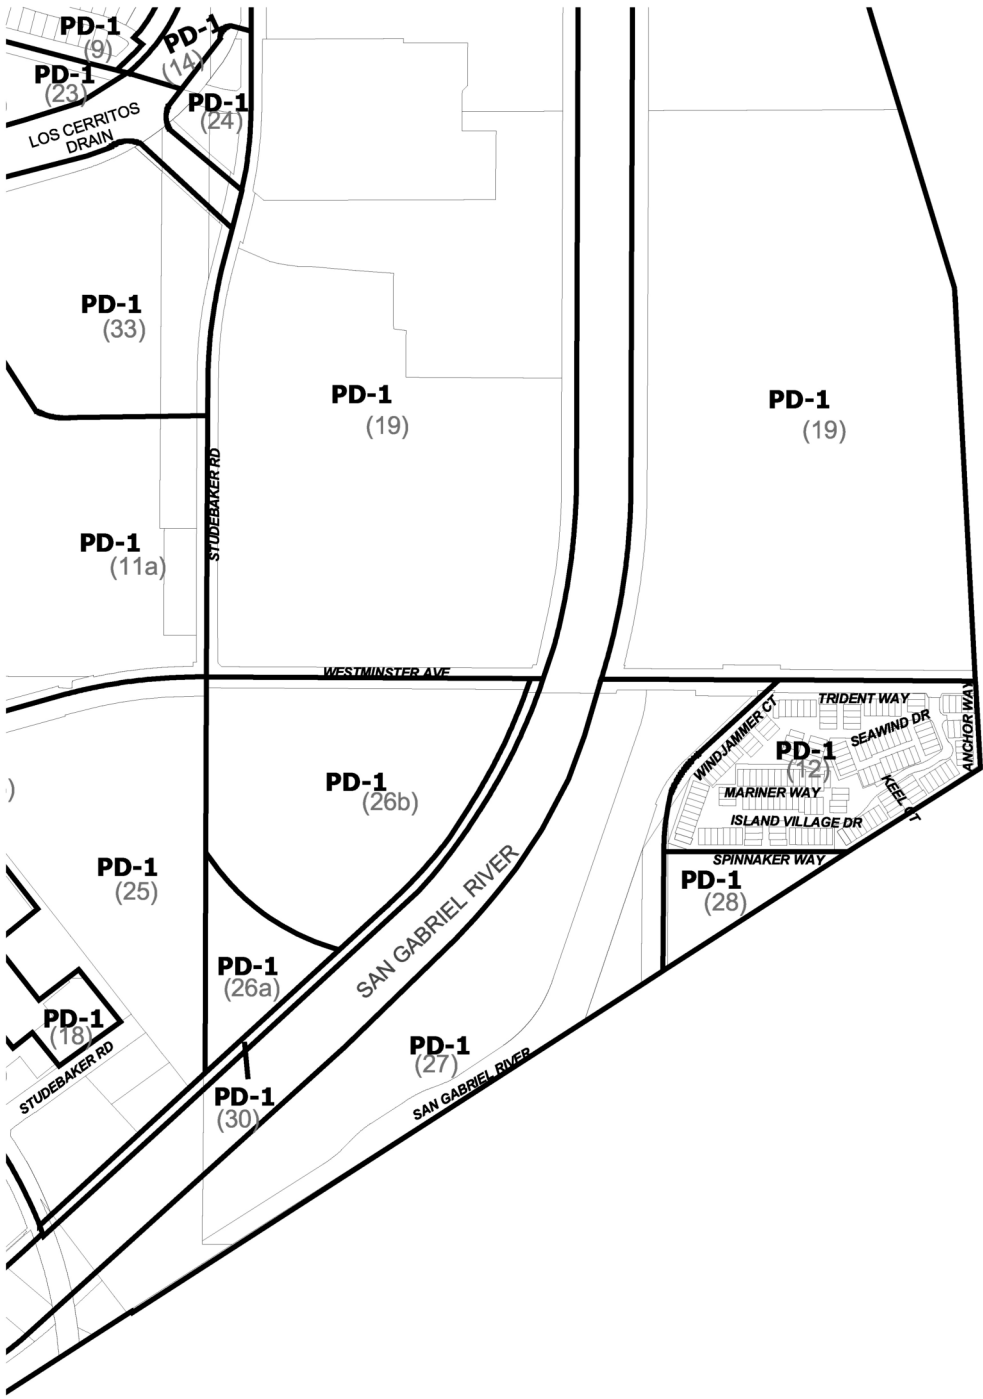 PD-1
(9)
PD-1
(14)
PD-1
(23)
PD-1
(24)
LOS CERRITOS
DRAIN
PD-1
(33)
PD-1
(19)
PD-1
(19)
STUDEBAKER RD
PD-1
(11a)
WESTMINSTER AVE
TRIDENT WAY
SEAWIND DR
ANCHOR WAY
WINDJAMMER CT
PD-1
(12)
MARINER WAY
KEEL CT
ISLAND VILLAGE DR
SPINNAKER WAY
PD-1
(28)
PD-1
(26b)
)
PD-1
(25)
SAN GABRIEL RIVER
PD-1
(26a)
PD-1
(18)
STUDEBAKER RD
PD-1
(27)
SAN GABRIEL RIVER
PD-1
(30)